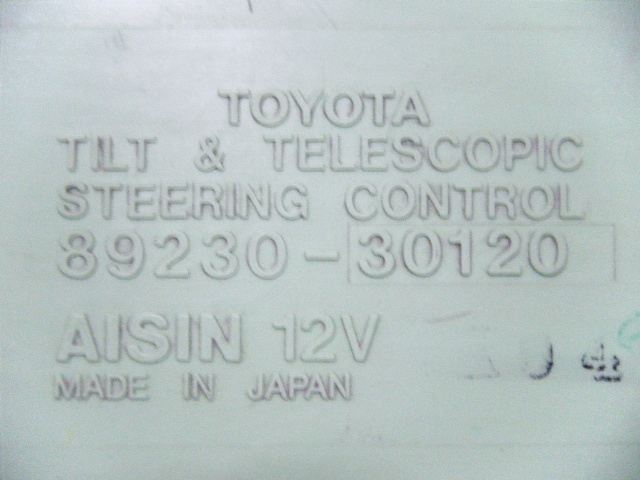 TOYOTA
TILT & TELESCOPIC
STEERING CONTROL
89230-30120
AISIN 12V
MADE IN JAPAN